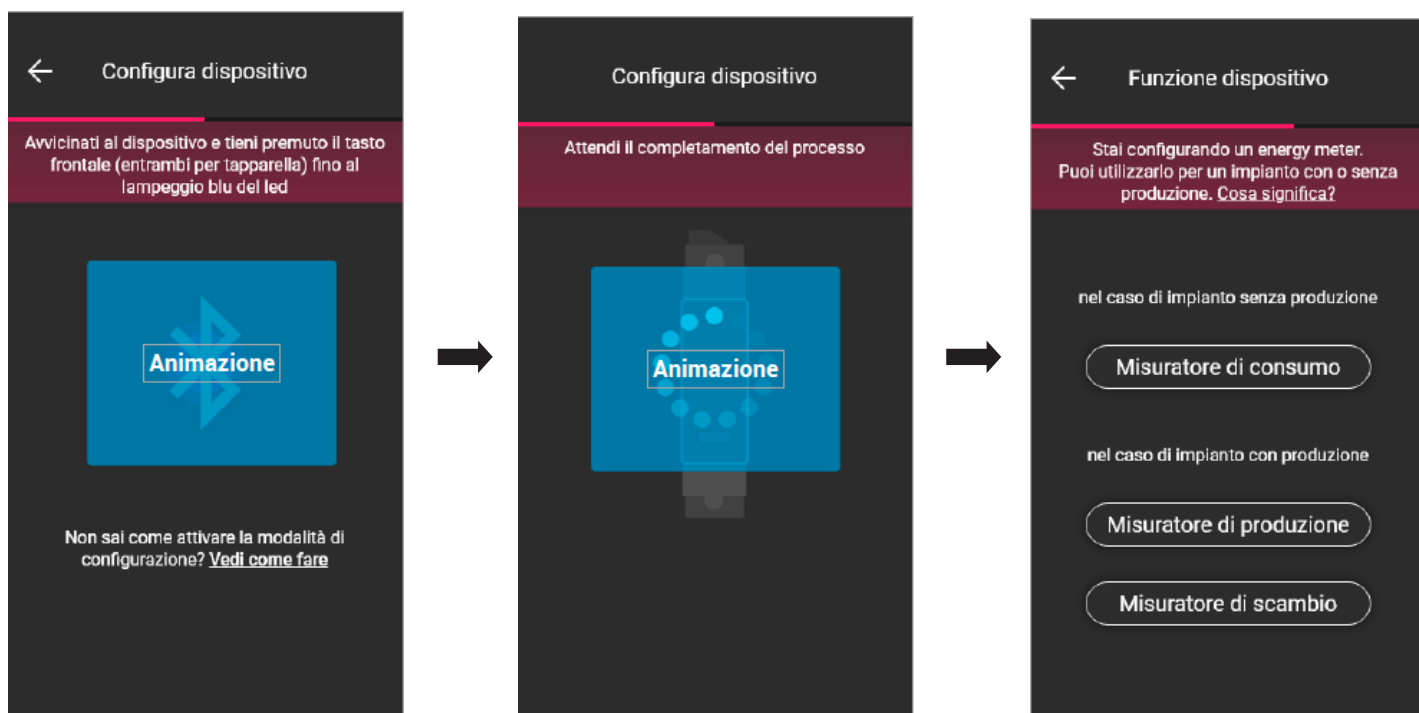 Configura dispositivo
Avvicinati al dispositivo e tieni premuto il tasto
frontale (entrambi per tapparella) fino al
lampeggio blu del led
Animazione
Non sai come attivare la modalità di
configurazione? Vedi come fare
Configura dispositivo
Attendi il completamento del processo
Animazione
Funzione dispositivo
Stai configurando un energy meter.
Puoi utilizzarlo per un impianto con o senza
produzione. Cosa significa?
nel caso di impianto senza produzione
Misuratore di consumo
nel caso di impianto con produzione
Misuratore di produzione
Misuratore di scambio